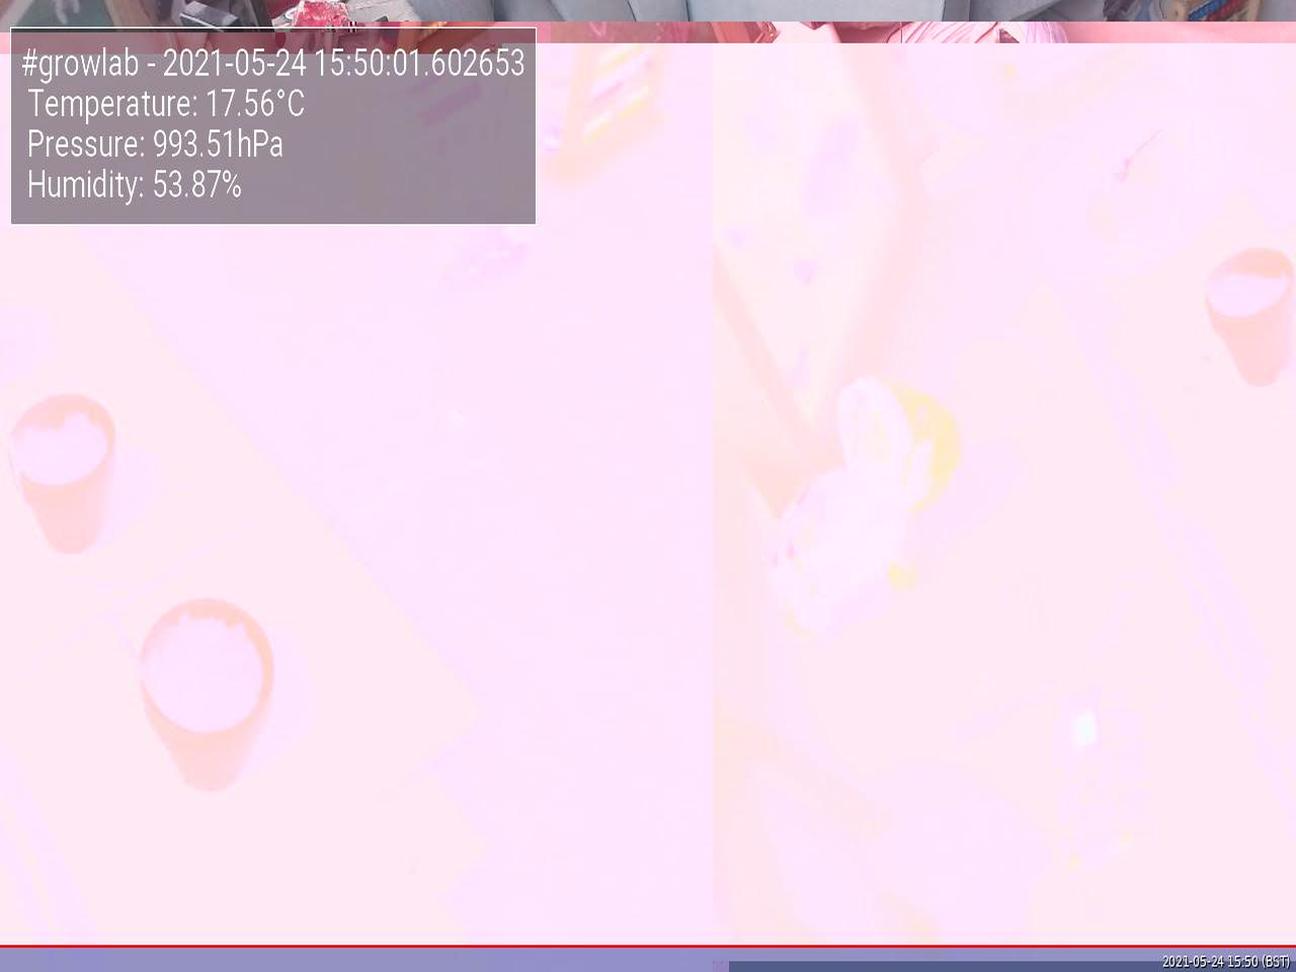 #growlab - 2021-05-24 15:50:01.602653
Temperature: 17.56°C
Pressure: 993.51hPa
Humidity: 53.87%
2021-05-24 15:50 (BST)